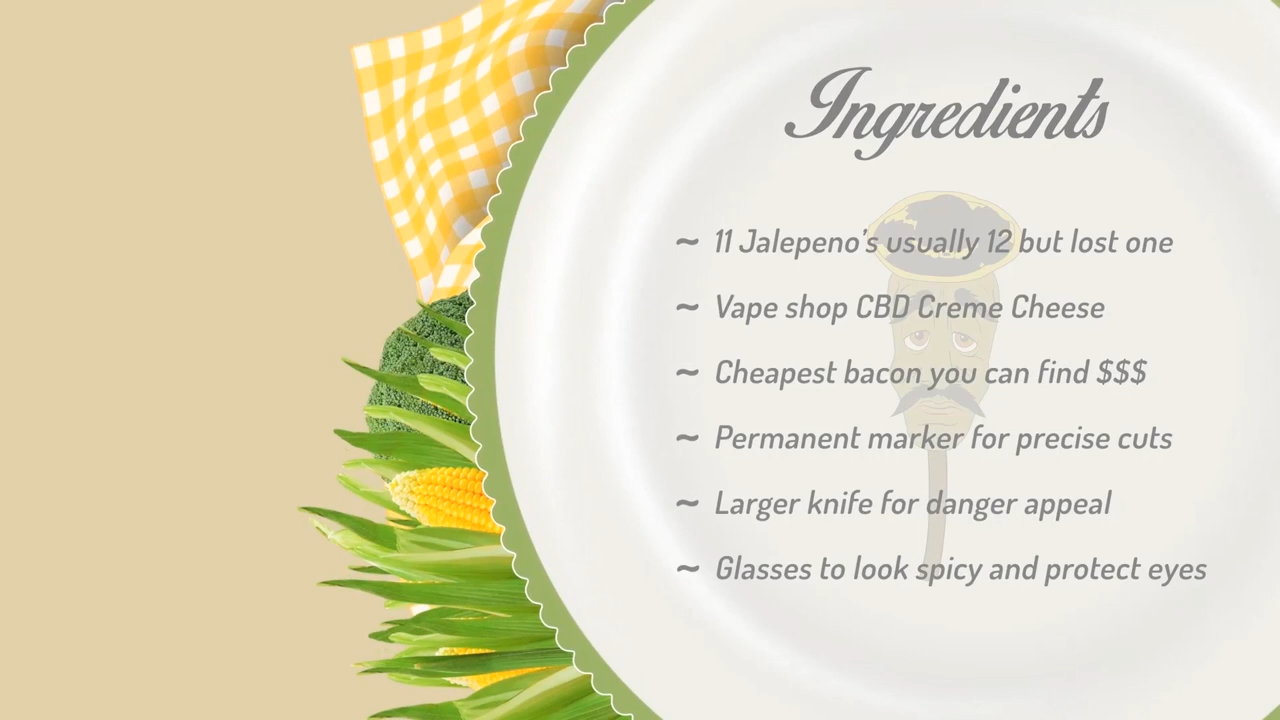 Ingredients
~ 11 Jalepeno's usually 12 but lost one
~ Vape shop CBD Creme Cheese
~ Cheapest bacon you can find $$$
~ Permanent marker for precise cuts
~ Larger knife for danger appeal
~ Glasses to look spicy and protect eyes